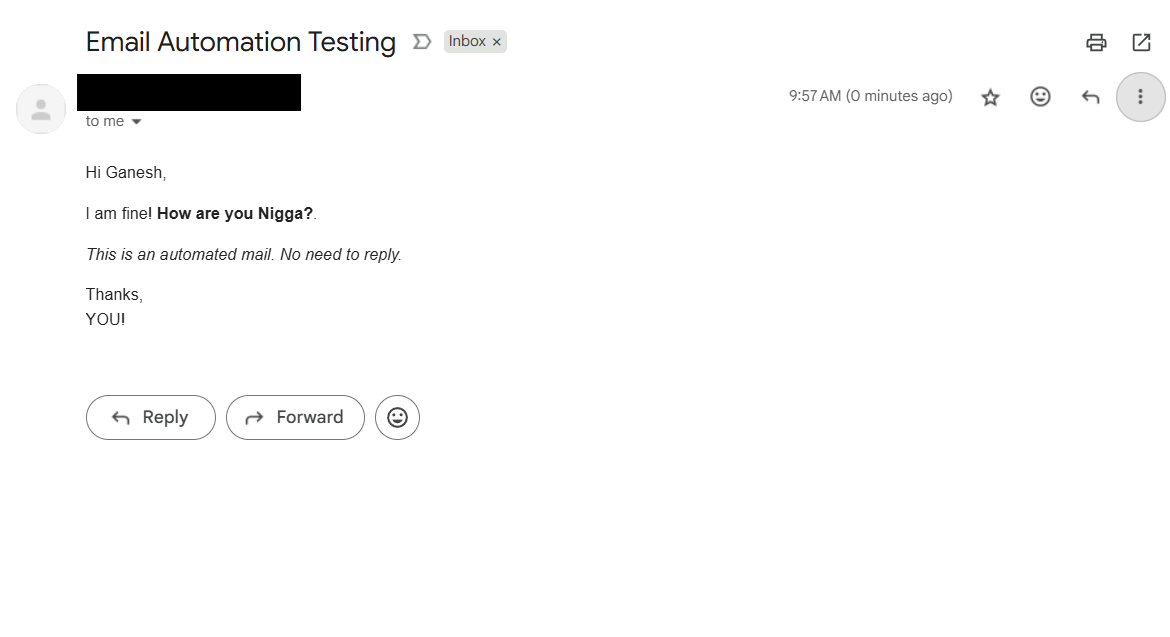 Email Automation Testing Inbox ×
9:57 AM (0 minutes ago)
to me
Hi Ganesh,
I am fine! How are you Nigga?.
This is an automated mail. No need to reply.
Thanks,
YOU!
Reply Forward